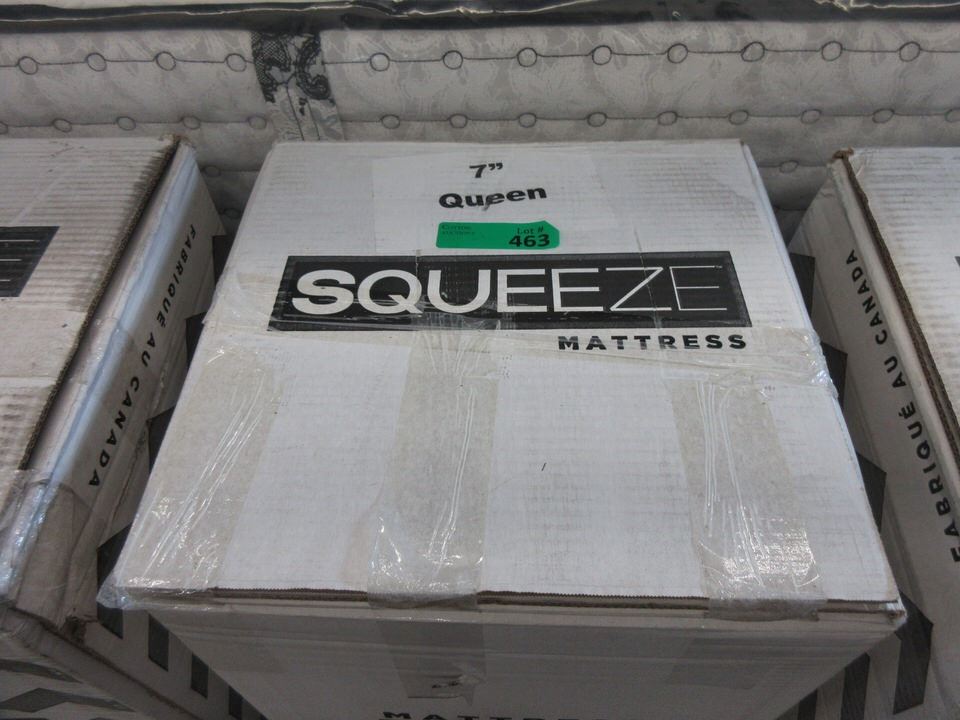 7”
Queen
Lot #
463
SQUEEZE
MATTRESS
FABRIQUÉ AU CANADA
FABRIQUÉ AU CANADA